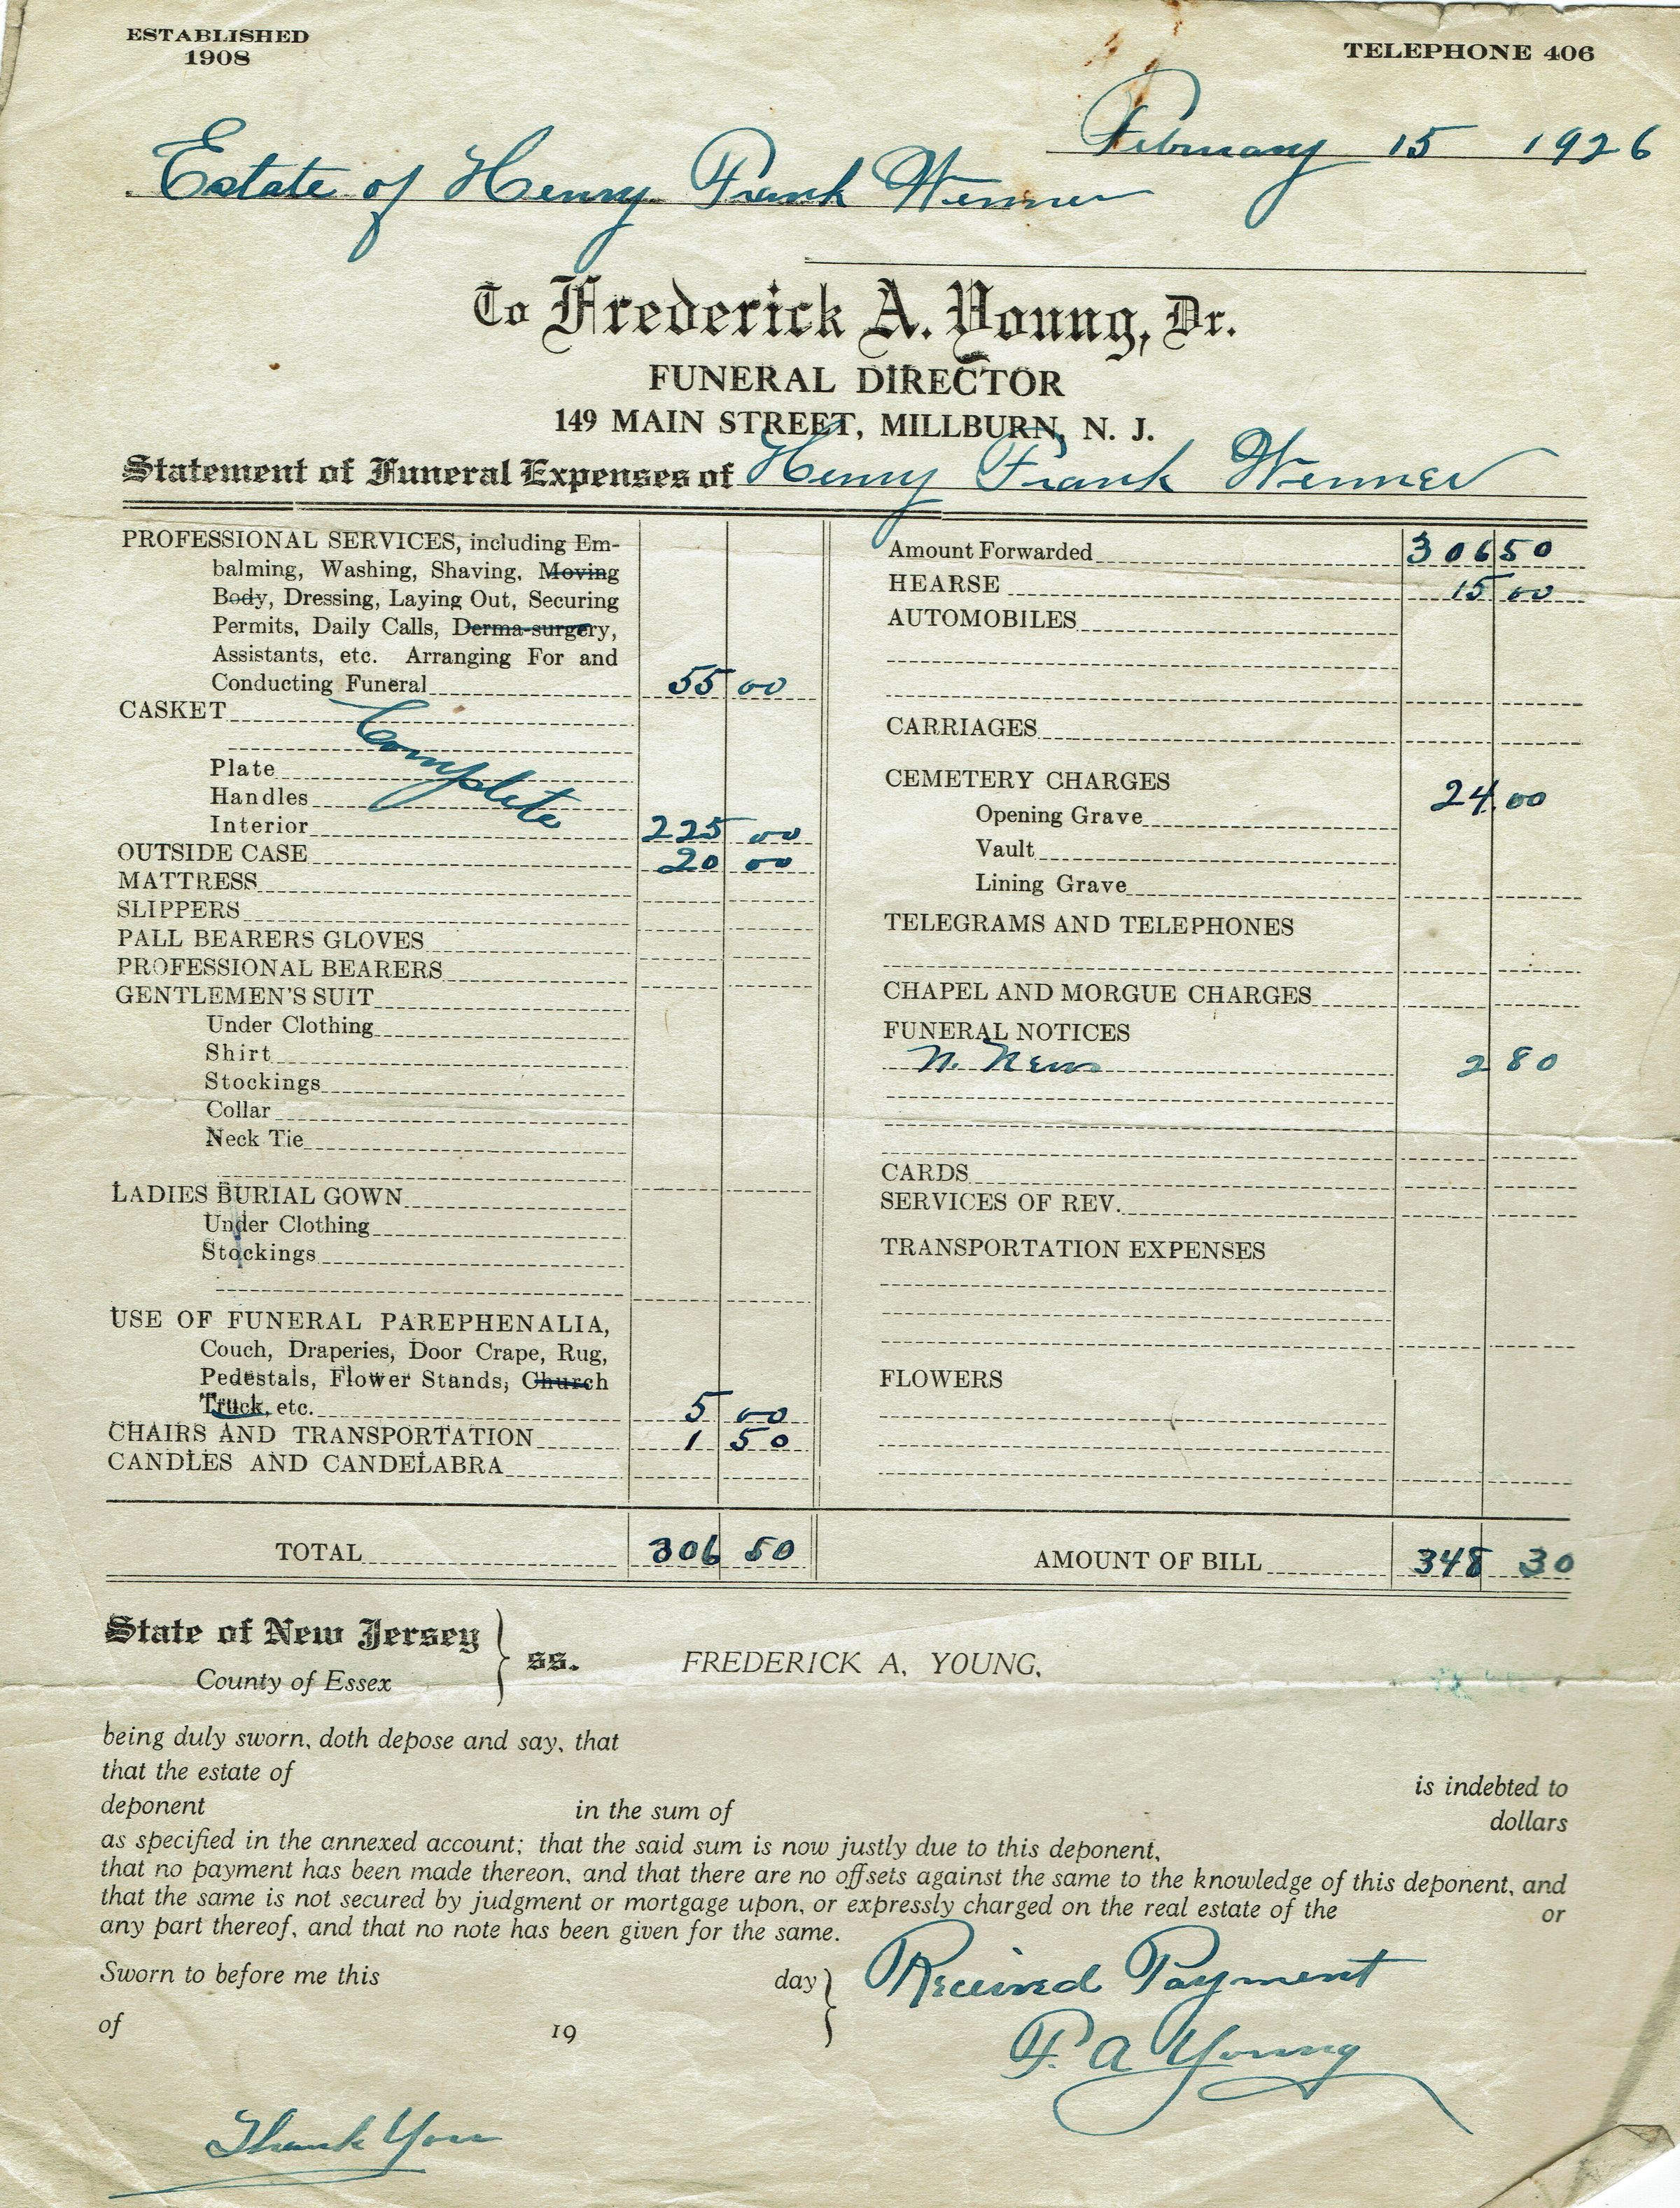 ESTABLISHED
1908
TELEPHONE 406
February 15 1926
Estate of Henry Frank Wenner
To Frederick A. Young, Dr.
FUNERAL DIRECTOR
149 MAIN STREET, MILLBURN, N. J.
Statement of Funeral Expenses of Henry Frank Wenner
PROFESSIONAL SERVICES, including Em-
balming, Washing, Shaving, Moving
Body, Dressing, Laying Out, Securing
Permits, Daily Calls, Derma-surgery,
Assistants, etc. Arranging For and
Conducting Funeral 55 00
CASKET
Complete
Plate
Handles
Interior 225 00
OUTSIDE CASE 20 00
MATTRESS
SLIPPERS
PALL BEARERS GLOVES
PROFESSIONAL BEARERS
GENTLEMEN'S SUIT
Under Clothing
Shirt
Stockings
Collar
Neck Tie
LADIES BURIAL GOWN
Under Clothing
Stockings
USE OF FUNERAL PAREPHENALIA,
Couch, Draperies, Door Crape, Rug,
Pedestals, Flower Stands, Church
Truck, etc. 5 00
CHAIRS AND TRANSPORTATION 1 50
CANDLES AND CANDELABRA
TOTAL 306 50
Amount Forwarded 306 50
HEARSE 15 00
AUTOMOBILES
CARRIAGES
CEMETERY CHARGES 24.00
Opening Grave
Vault
Lining Grave
TELEGRAMS AND TELEPHONES
CHAPEL AND MORGUE CHARGES
FUNERAL NOTICES
N. News 2 80
CARDS
SERVICES OF REV.
TRANSPORTATION EXPENSES
FLOWERS
AMOUNT OF BILL 348 30
State of New Jersey
County of Essex
ss. FREDERICK A. YOUNG,
being duly sworn, doth depose and say, that
that the estate of is indebted to
deponent in the sum of dollars
as specified in the annexed account; that the said sum is now justly due to this deponent,
that no payment has been made thereon, and that there are no offsets against the same to the knowledge of this deponent, and
that the same is not secured by judgment or mortgage upon, or expressly charged on the real estate of the or
any part thereof, and that no note has been given for the same.
Sworn to before me this day
of 19
Received Payment
F. A Young
Thank You